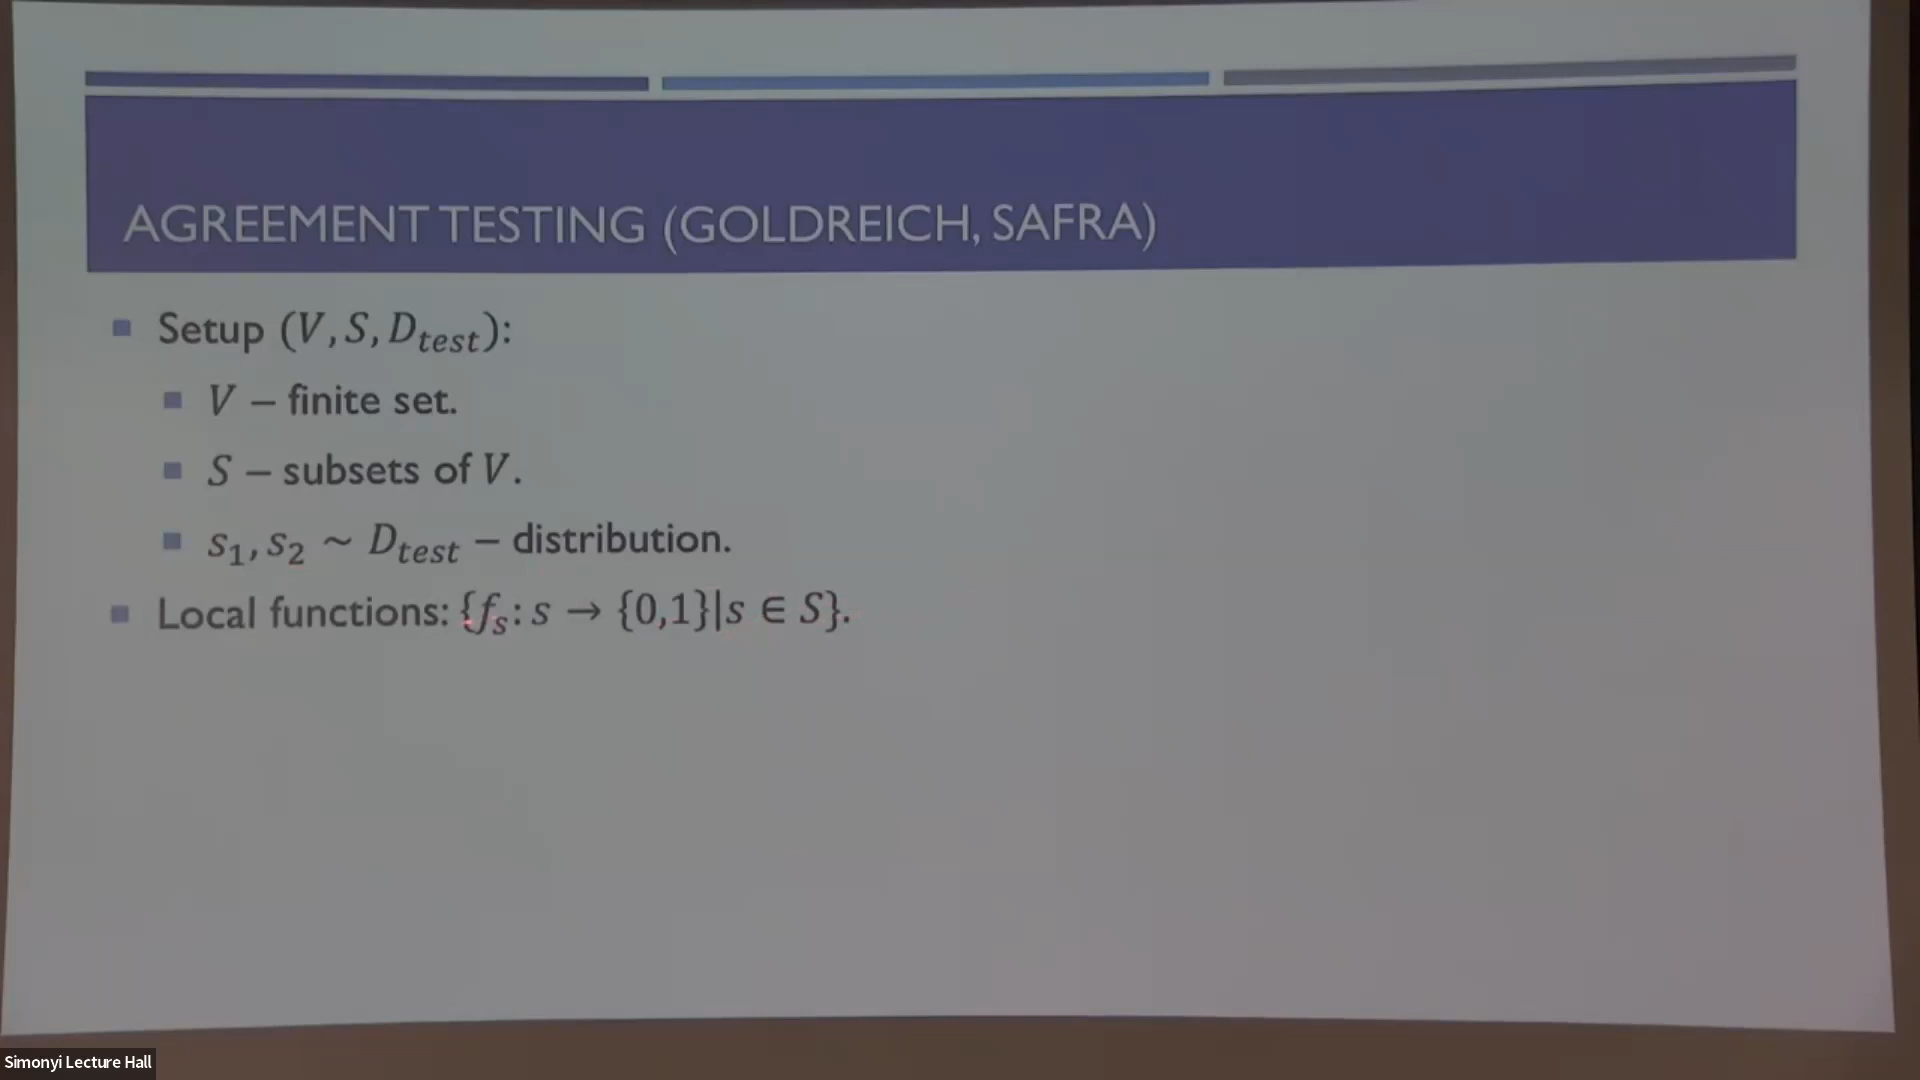 AGREEMENT TESTING (GOLDREICH, SAFRA)
Setup (V, S, D_test):
V – finite set.
S – subsets of V.
s₁, s₂ ~ D_test – distribution.
Local functions: {f_s: s → {0,1}|s ∈ S}.
Simonyi Lecture Hall